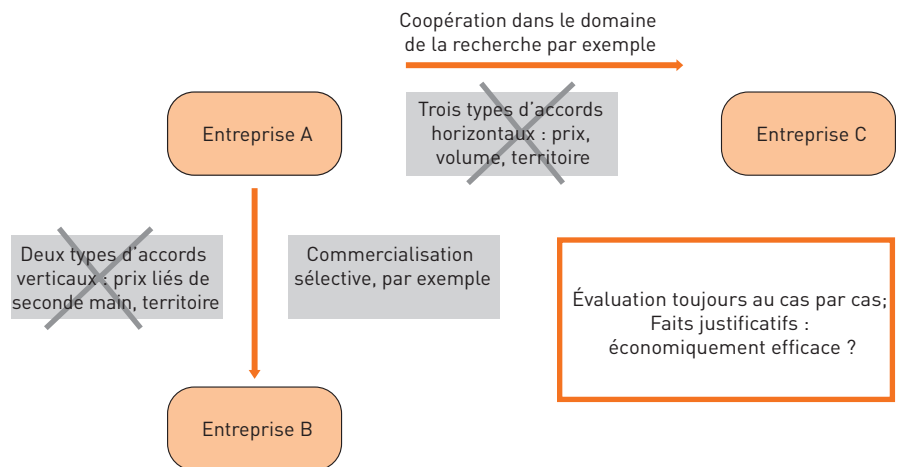 Coopération dans le domaine
de la recherche par exemple
Entreprise A
Trois types d'accords
horizontaux : prix,
volume, territoire
Entreprise C
Deux types d'accords
verticaux : prix liés de
seconde main, territoire
Commercialisation
sélective, par exemple
Évaluation toujours au cas par cas;
Faits justificatifs :
économiquement efficace ?
Entreprise B